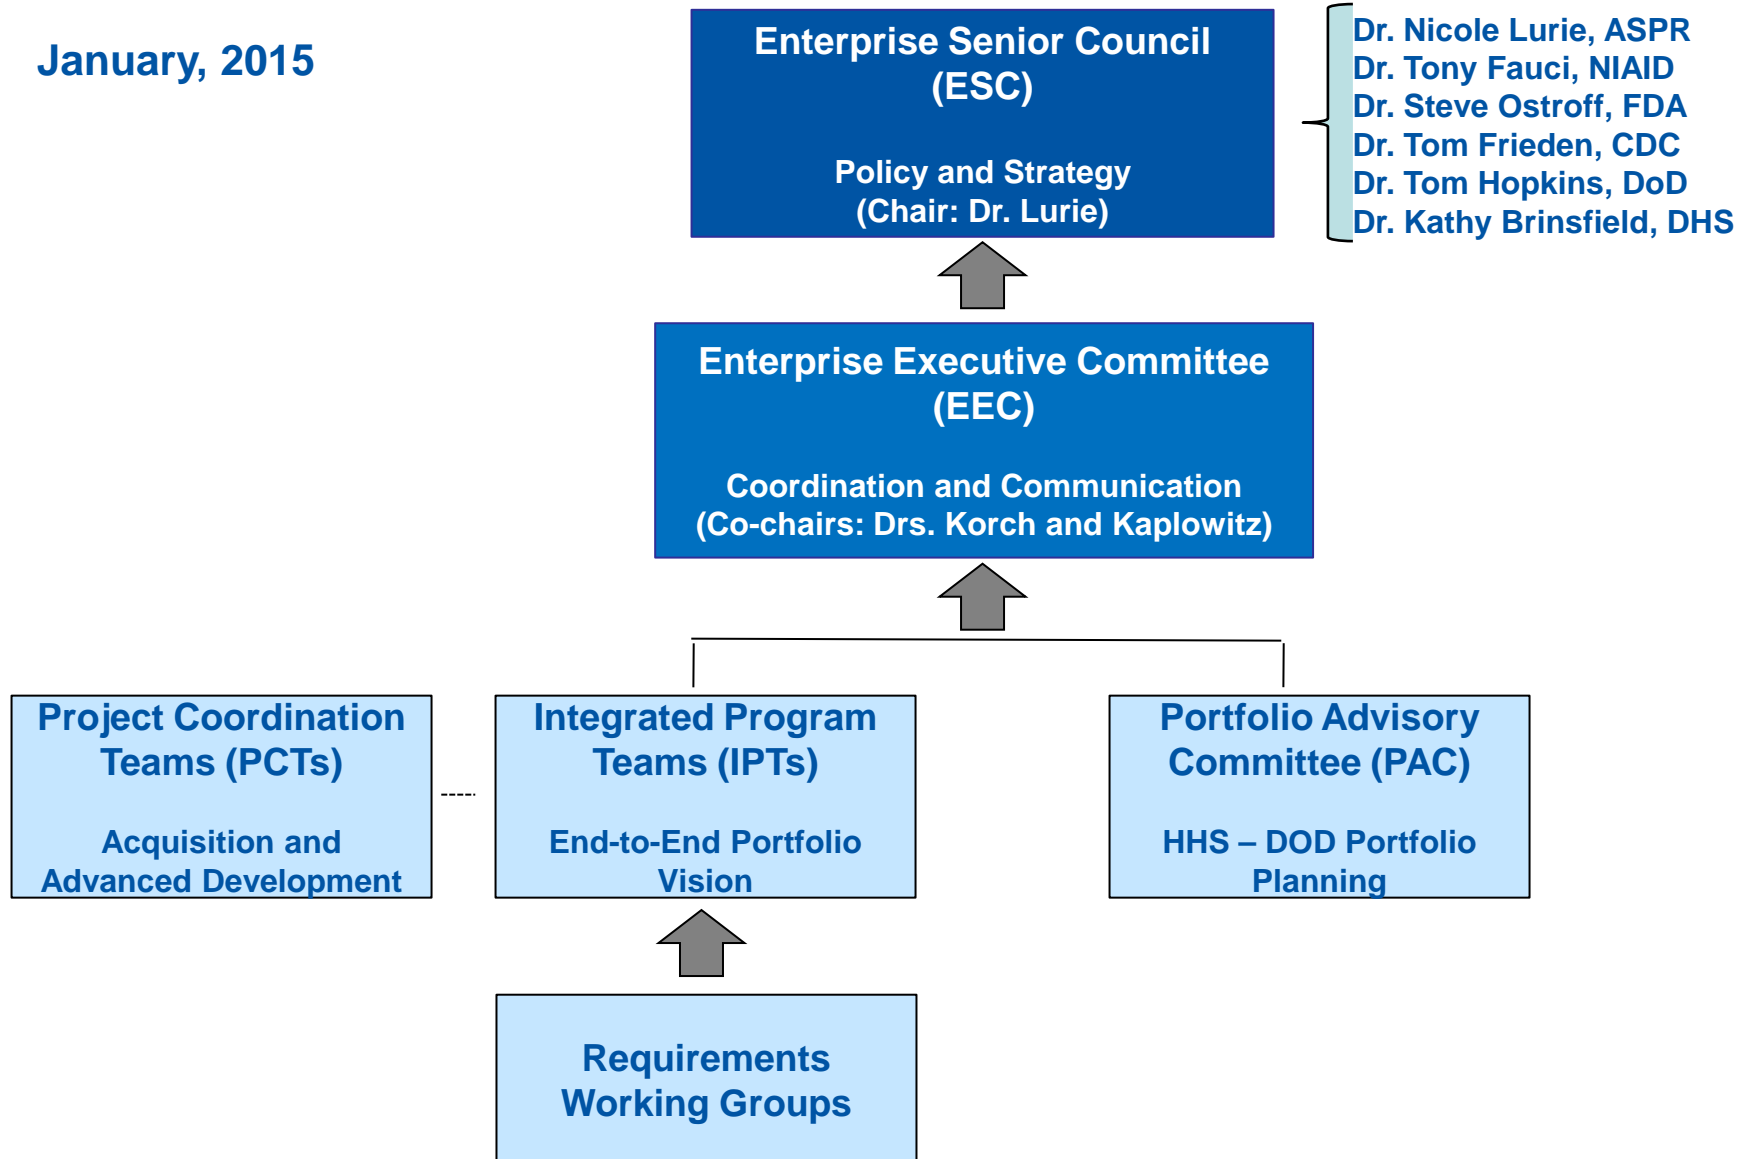 January, 2015
Enterprise Senior Council
(ESC)
Policy and Strategy
(Chair: Dr. Lurie)
Dr. Nicole Lurie, ASPR
Dr. Tony Fauci, NIAID
Dr. Steve Ostroff, FDA
Dr. Tom Frieden, CDC
Dr. Tom Hopkins, DoD
Dr. Kathy Brinsfield, DHS
Enterprise Executive Committee
(EEC)
Coordination and Communication
(Co-chairs: Drs. Korch and Kaplowitz)
Project Coordination
Teams (PCTs)
Acquisition and
Advanced Development
Integrated Program
Teams (IPTs)
End-to-End Portfolio
Vision
Portfolio Advisory
Committee (PAC)
HHS – DOD Portfolio
Planning
Requirements
Working Groups